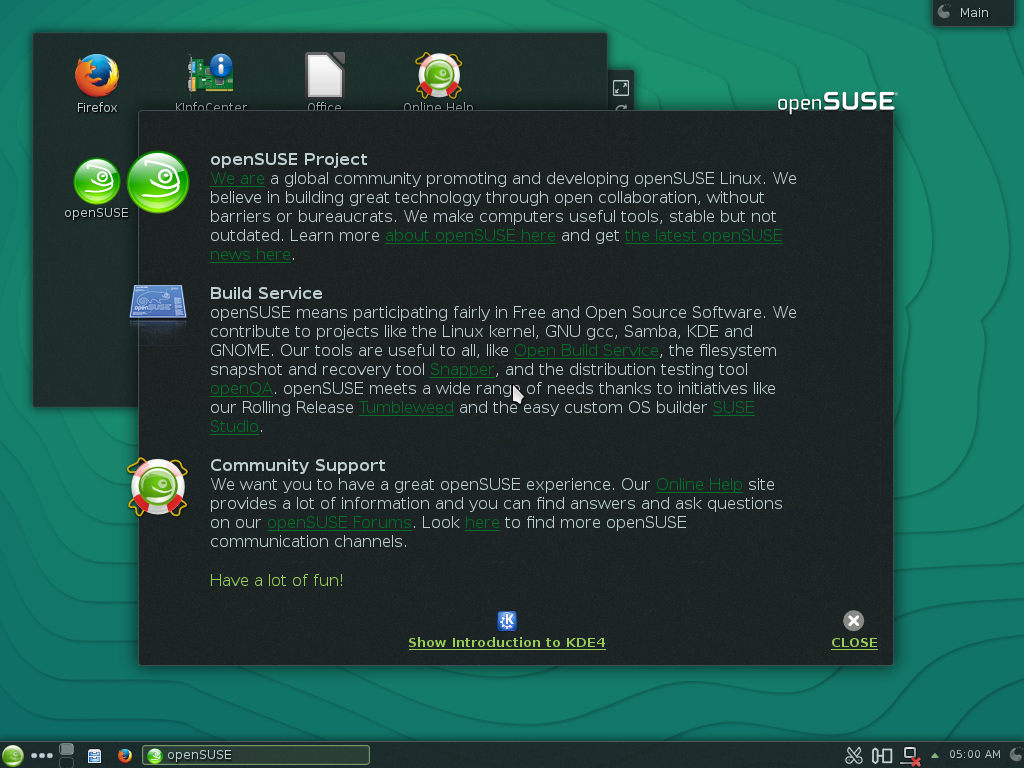 Main
Firefox
KInfoCenter
Office
Online Help
openSUSE
openSUSE
openSUSE Project
We are a global community promoting and developing openSUSE Linux. We
believe in building great technology through open collaboration, without
barriers or bureaucrats. We make computers useful tools, stable but not
outdated. Learn more about openSUSE here and get the latest openSUSE
news here.
Build Service
openSUSE means participating fairly in Free and Open Source Software. We
contribute to projects like the Linux kernel, GNU gcc, Samba, KDE and
GNOME. Our tools are useful to all, like Open Build Service, the filesystem
snapshot and recovery tool Snapper, and the distribution testing tool
openQA. openSUSE meets a wide range of needs thanks to initiatives like
our Rolling Release Tumbleweed and the easy custom OS builder SUSE
Studio.
Community Support
We want you to have a great openSUSE experience. Our Online Help site
provides a lot of information and you can find answers and ask questions
on our openSUSE Forums. Look here to find more openSUSE
communication channels.
Have a lot of fun!
Show Introduction to KDE4
CLOSE
openSUSE
05:00 AM